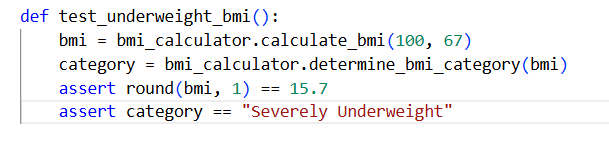 def test_underweight_bmi():
    bmi = bmi_calculator.calculate_bmi(100, 67)
    category = bmi_calculator.determine_bmi_category(bmi)
    assert round(bmi, 1) == 15.7
    assert category == "Severely Underweight"